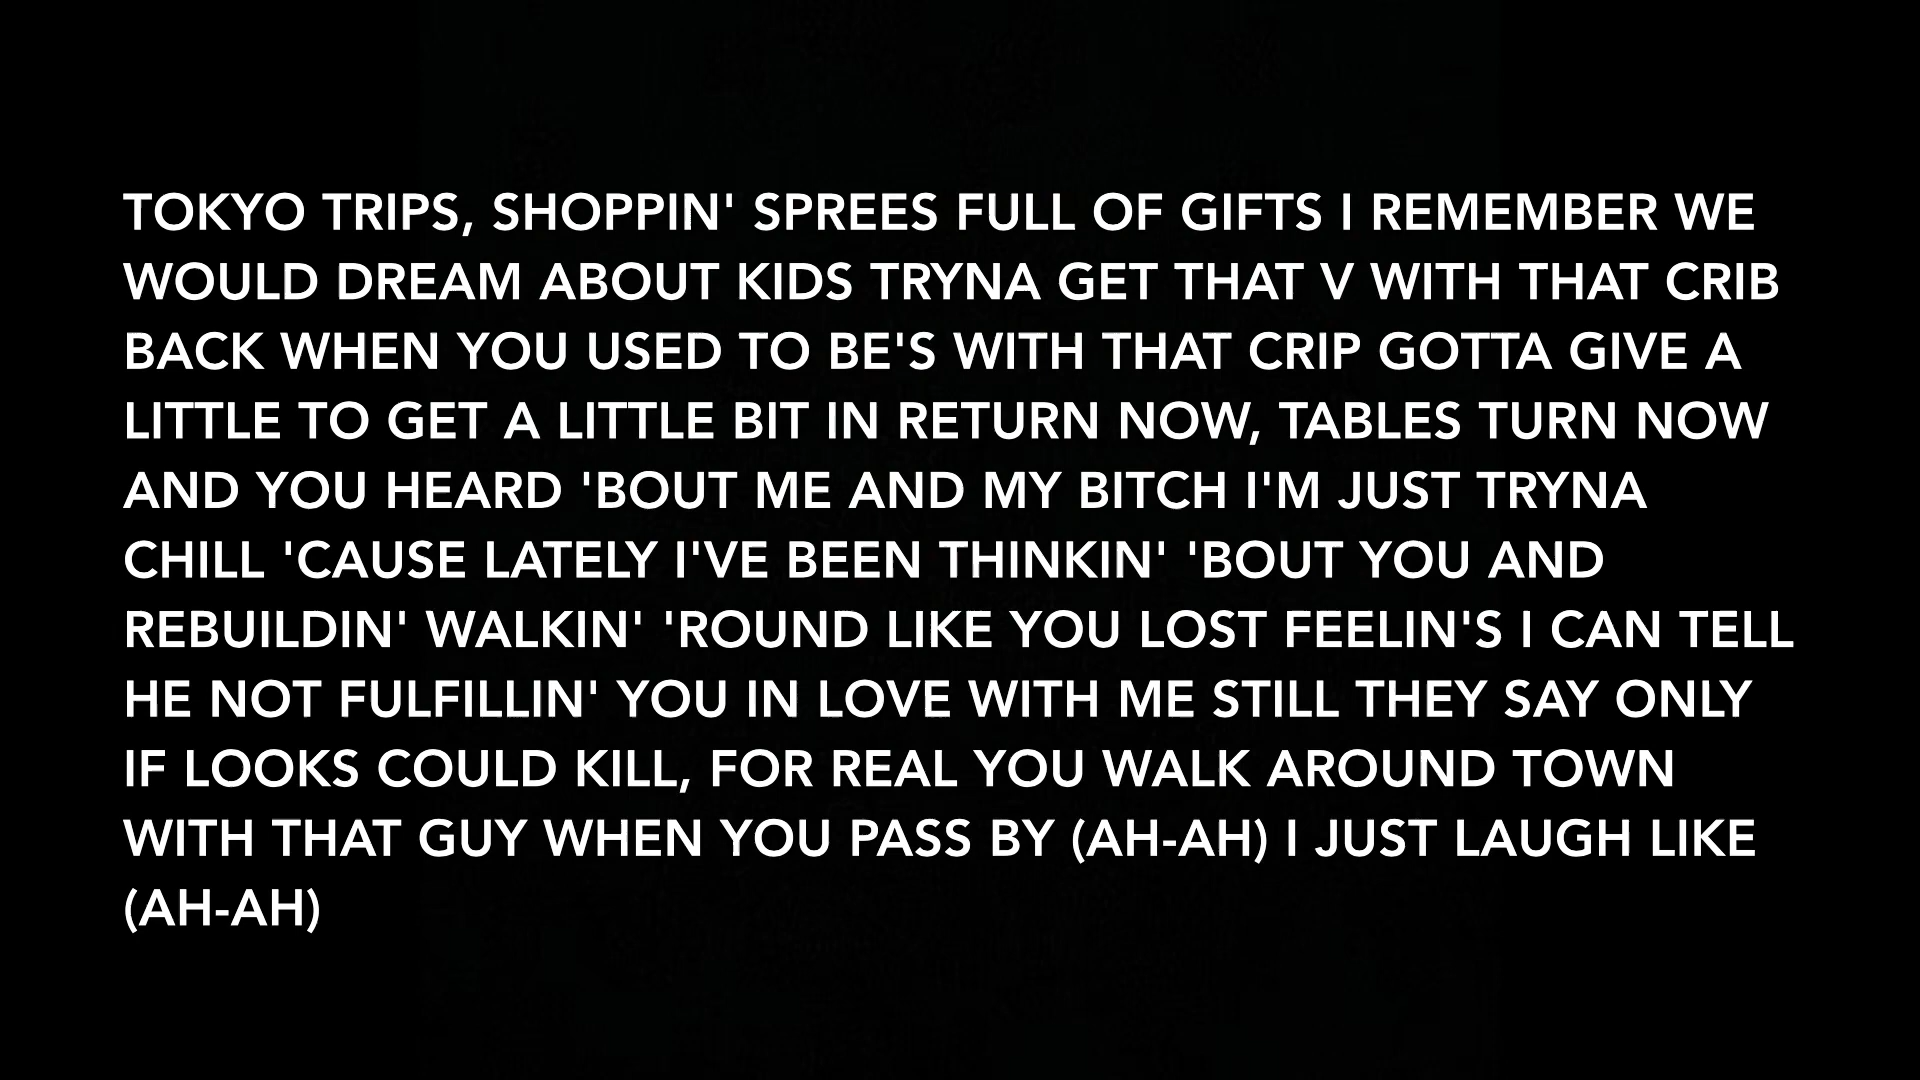 TOKYO TRIPS, SHOPPIN' SPREES FULL OF GIFTS I REMEMBER WE
WOULD DREAM ABOUT KIDS TRYNA GET THAT V WITH THAT CRIB
BACK WHEN YOU USED TO BE'S WITH THAT CRIP GOTTA GIVE A
LITTLE TO GET A LITTLE BIT IN RETURN NOW, TABLES TURN NOW
AND YOU HEARD 'BOUT ME AND MY BITCH I'M JUST TRYNA
CHILL 'CAUSE LATELY I'VE BEEN THINKIN' 'BOUT YOU AND
REBUILDIN' WALKIN' 'ROUND LIKE YOU LOST FEELIN'S I CAN TELL
HE NOT FULFILLIN' YOU IN LOVE WITH ME STILL THEY SAY ONLY
IF LOOKS COULD KILL, FOR REAL YOU WALK AROUND TOWN
WITH THAT GUY WHEN YOU PASS BY (AH-AH) I JUST LAUGH LIKE
(AH-AH)